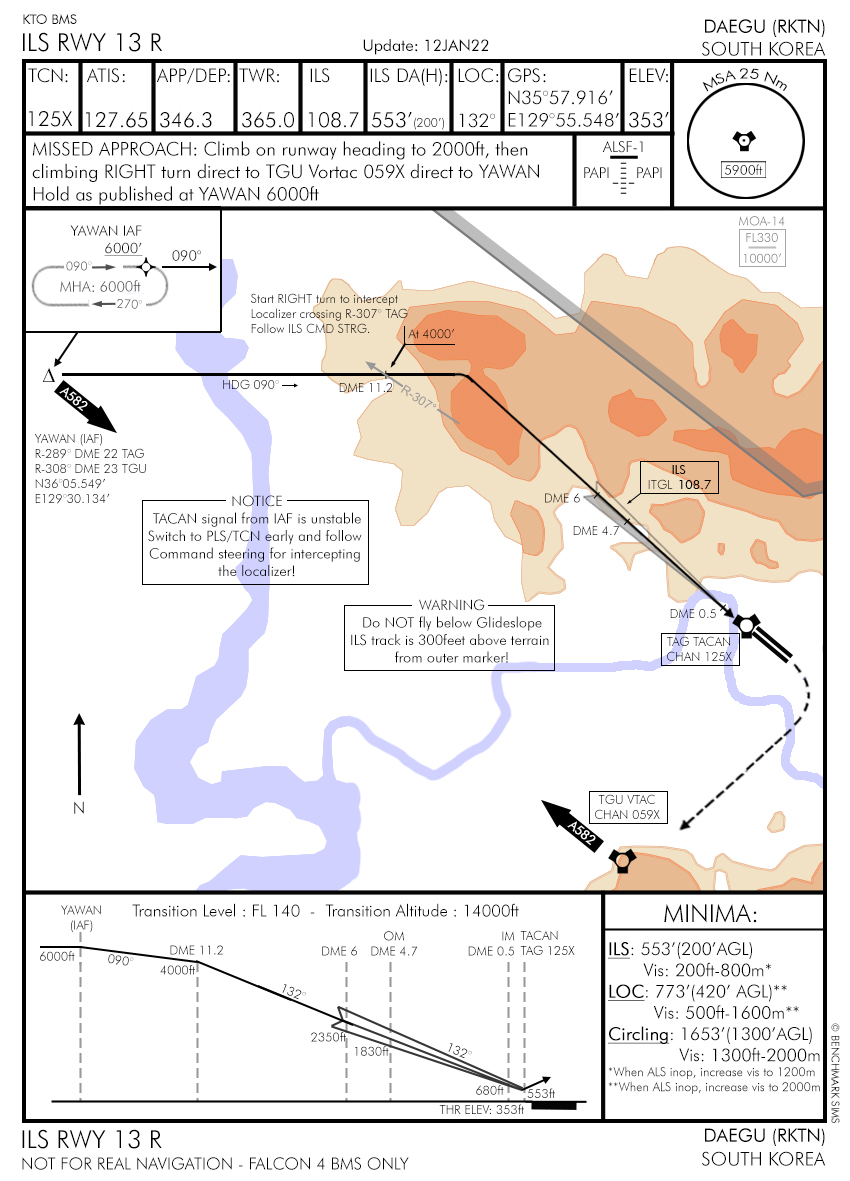 KTO BMS
ILS RWY 13 R
Update: 12JAN22
DAEGU (RKTN)
SOUTH KOREA
TCN:
125X
ATIS:
127.65
APP/DEP:
346.3
TWR:
365.0
ILS
108.7
ILS DA(H):
553′(200′)
LOC:
132°
GPS:
N35°57.916′
E129°55.548′
ELEV:
353′
MSA 25 Nm
5900ft
MISSED APPROACH: Climb on runway heading to 2000ft, then
climbing RIGHT turn direct to TGU Vortac 059X direct to YAWAN
Hold as published at YAWAN 6000ft
ALSF-1
PAPI PAPI
YAWAN IAF
6000′
090°
090°
MHA: 6000ft
270°
MOA-14
FL330
10000′
Start RIGHT turn to intercept
Localizer crossing R-307° TAG
Follow ILS CMD STRG.
At 4000′
HDG 090°
DME 11.2
R-307°
A582
YAWAN (IAF)
R-289° DME 22 TAG
R-308° DME 23 TGU
N36°05.549′
E129°30.134′
ILS
ITGL 108.7
DME 6
DME 4.7
NOTICE
TACAN signal from IAF is unstable
Switch to PLS/TCN early and follow
Command steering for intercepting
the localizer!
WARNING
Do NOT fly below Glideslope
ILS track is 300feet above terrain
from outer marker!
DME 0.5
TAG TACAN
CHAN 125X
N
TGU VTAC
CHAN 059X
A582
Transition Level : FL 140 - Transition Altitude : 14000ft
YAWAN
(IAF)
6000ft
090°
DME 11.2
4000ft
132°
DME 6
2350ft
OM
DME 4.7
1830ft
132°
IM
DME 0.5
680ft
TACAN
TAG 125X
553ft
THR ELEV: 353ft
MINIMA:
ILS: 553′(200′AGL)
Vis: 200ft-800m*
LOC: 773′(420′ AGL)**
Vis: 500ft-1600m**
Circling: 1653′(1300′AGL)
Vis: 1300ft-2000m
*When ALS inop, increase vis to 1200m
**When ALS inop, increase vis to 2000m
© BENCHMARK SIMS
ILS RWY 13 R
NOT FOR REAL NAVIGATION - FALCON 4 BMS ONLY
DAEGU (RKTN)
SOUTH KOREA